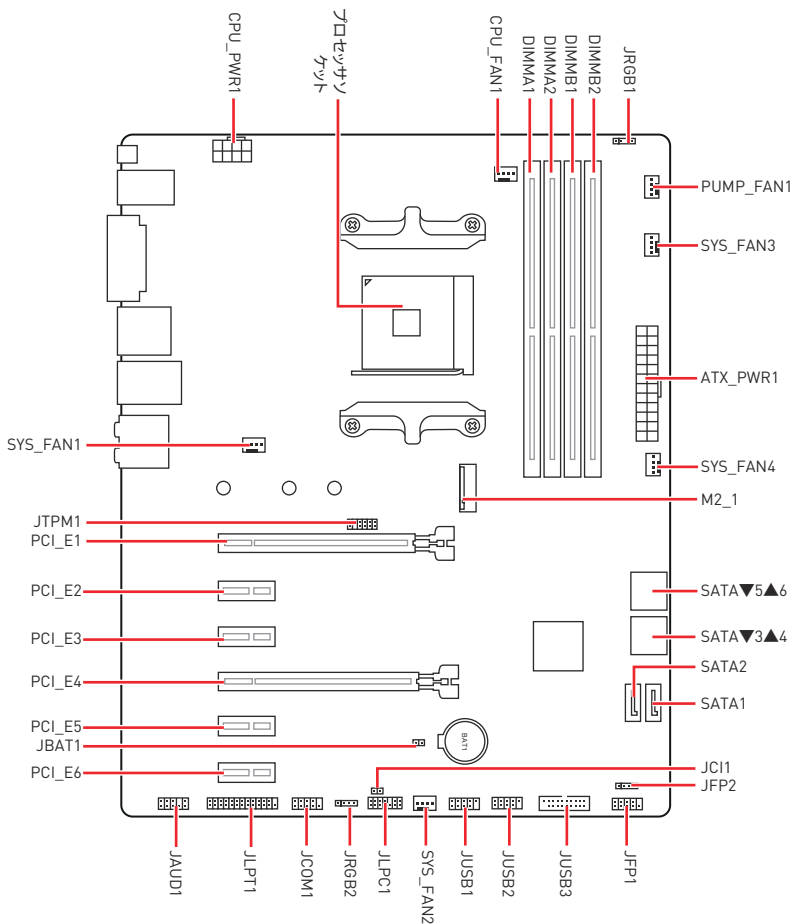 CPU_PWR1
プロセッサソ
ケット
CPU_FAN1
DIMMA1
DIMMA2
DIMMB1
DIMMB2
JRGB1
PUMP_FAN1
SYS_FAN3
ATX_PWR1
SYS_FAN1
SYS_FAN4
M2_1
JTPM1
PCI_E1
PCI_E2
SATA▼5▲6
PCI_E3
SATA▼3▲4
PCI_E4
SATA2
SATA1
PCI_E5
JBAT1
BAT1
PCI_E6
JCI1
JFP2
JAUD1
JLPT1
JCOM1
JRGB2
JLPC1
SYS_FAN2
JUSB1
JUSB2
JUSB3
JFP1